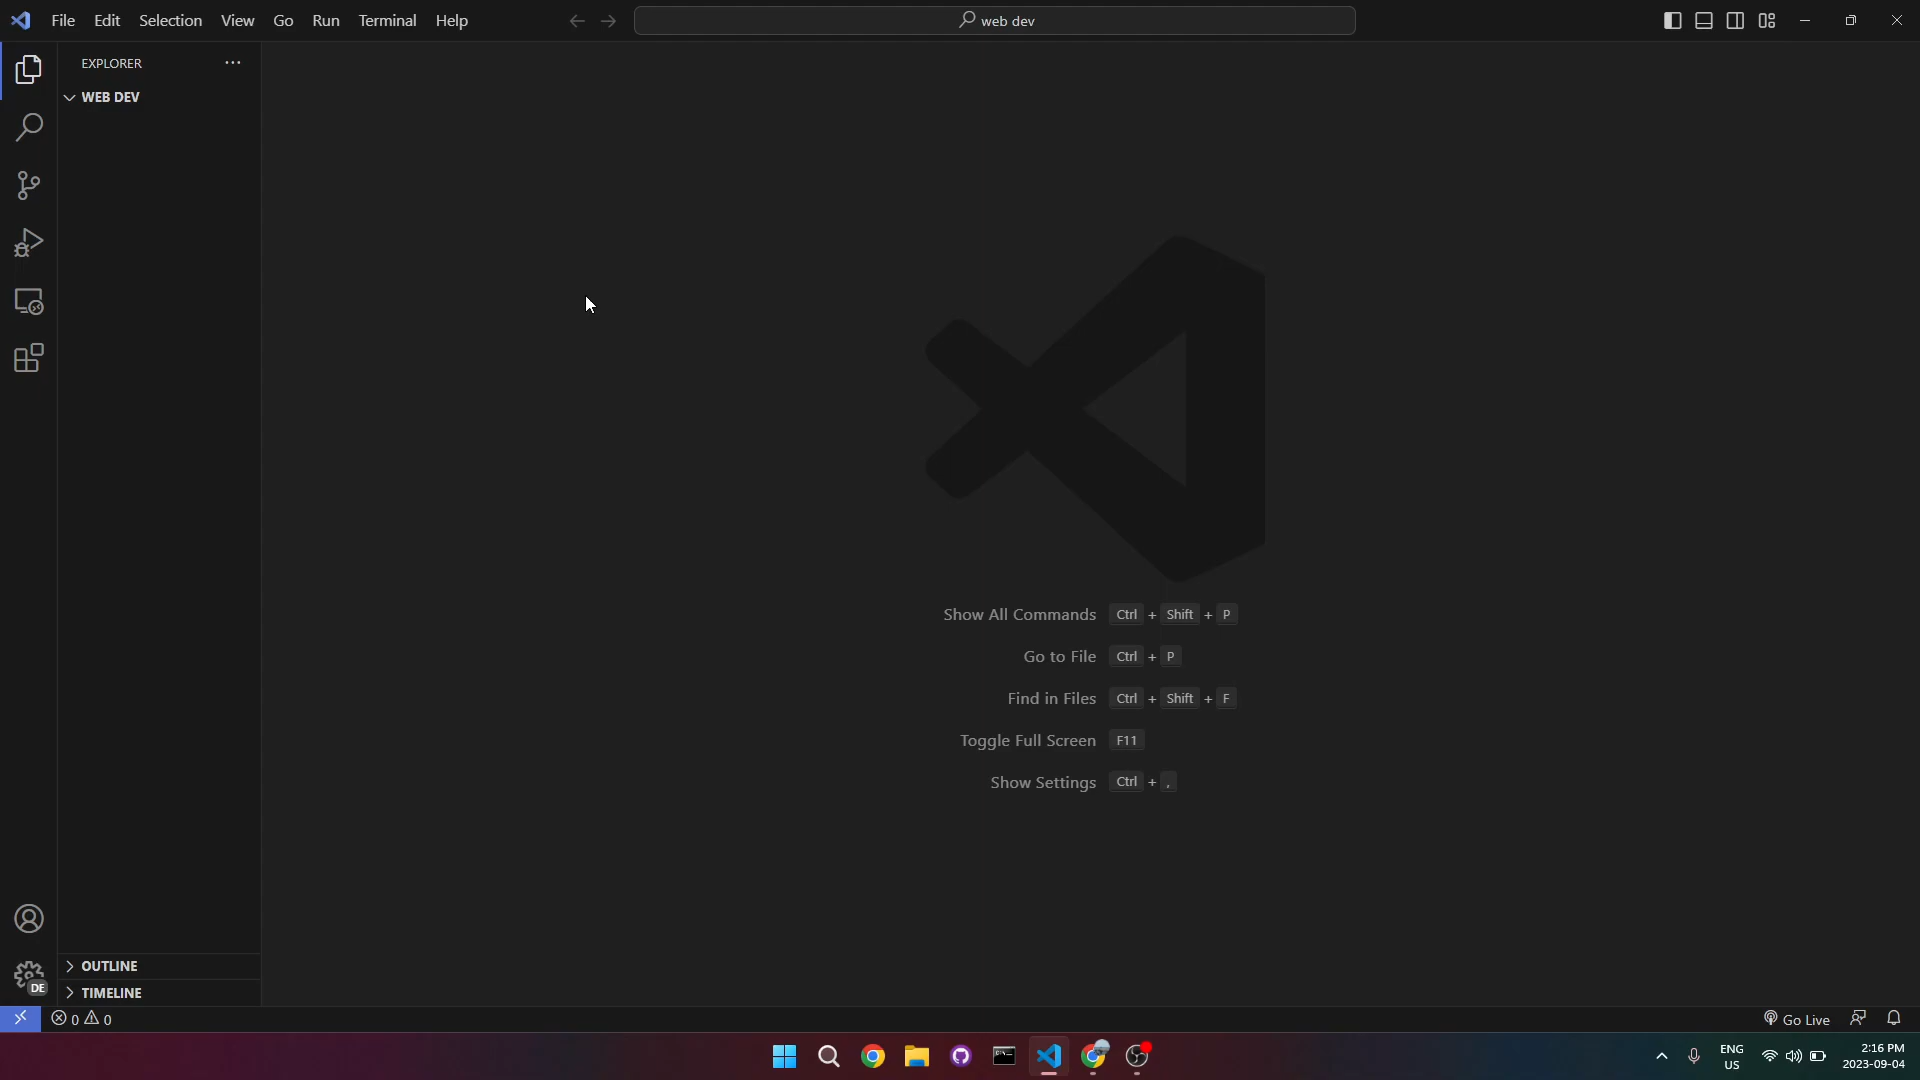 File Edit Selection View Go Run Terminal Help
web dev
EXPLORER
WEB DEV
Show All Commands Ctrl + Shift + P
Go to File Ctrl + P
Find in Files Ctrl + Shift + F
Toggle Full Screen F11
Show Settings Ctrl + ,
DE
OUTLINE
TIMELINE
0 0
Go Live
ENG
US
2:16 PM
2023-09-04